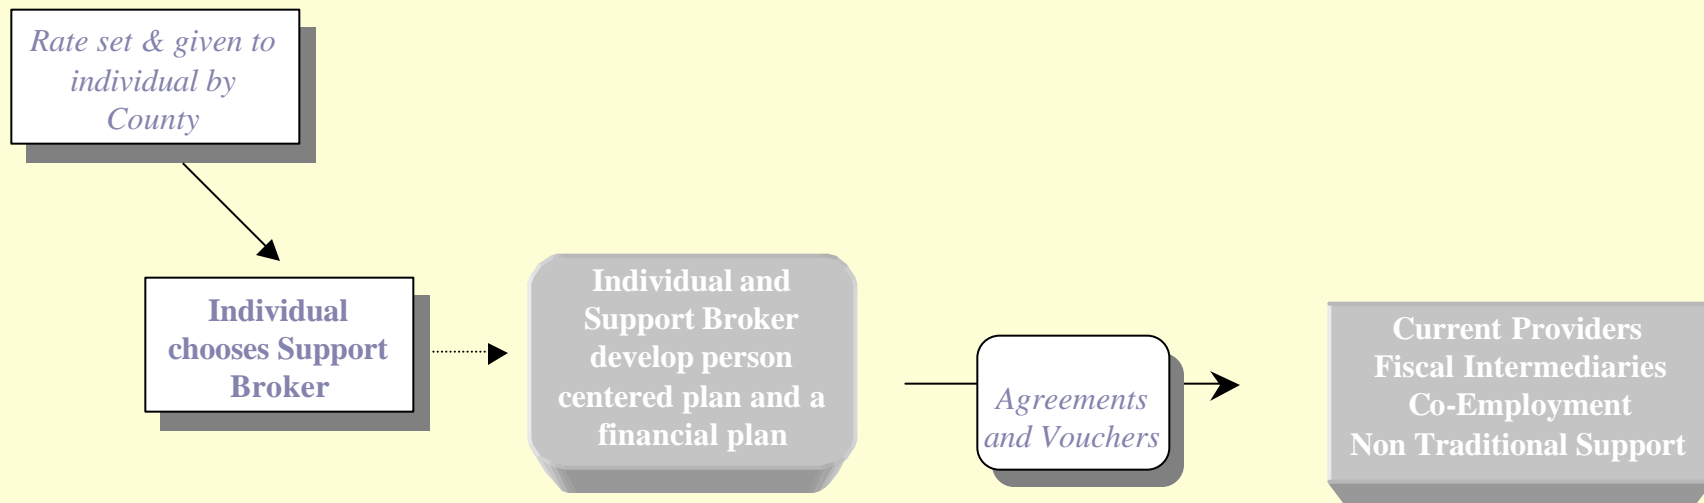 Rate set & given to
individual by
County
Individual
chooses Support
Broker
Individual and
Support Broker
develop person
centered plan and a
financial plan
Agreements
and Vouchers
Current Providers
Fiscal Intermediaries
Co-Employment
Non Traditional Support